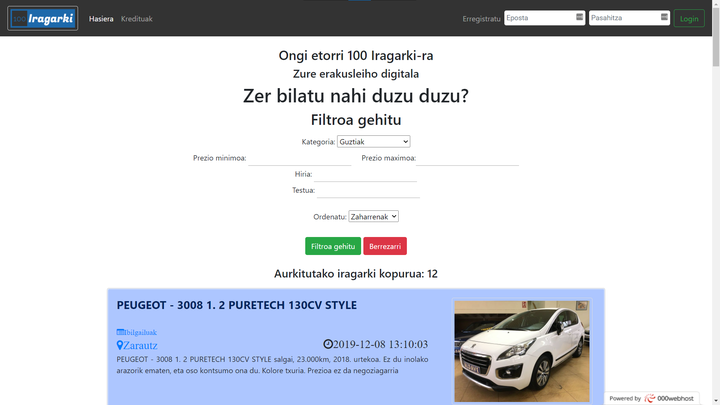 100 Iragarki Hasiera Kredituak Erregistratu Eposta Pasahitza Login
Ongi etorri 100 Iragarki-ra
Zure erakusleiho digitala
Zer bilatu nahi duzu duzu?
Filtroa gehitu
Kategoria: Guztiak
Prezio minimoa: Prezio maximoa:
Hiria:
Testua:
Ordenatu: Zaharrenak
Filtroa gehitu Berrezarri
Aurkitutako iragarki kopurua: 12
PEUGEOT - 3008 1. 2 PURETECH 130CV STYLE
Ibilgailuak
Zarautz 2019-12-08 13:10:03
PEUGEOT - 3008 1. 2 PURETECH 130CV STYLE salgai, 23.000km, 2018. urtekoa. Ez du inolako
arazorik ematen, eta oso kontsumo ona du. Kolore txuria. Prezioa ez da negoziagarria
Powered by 000webhost